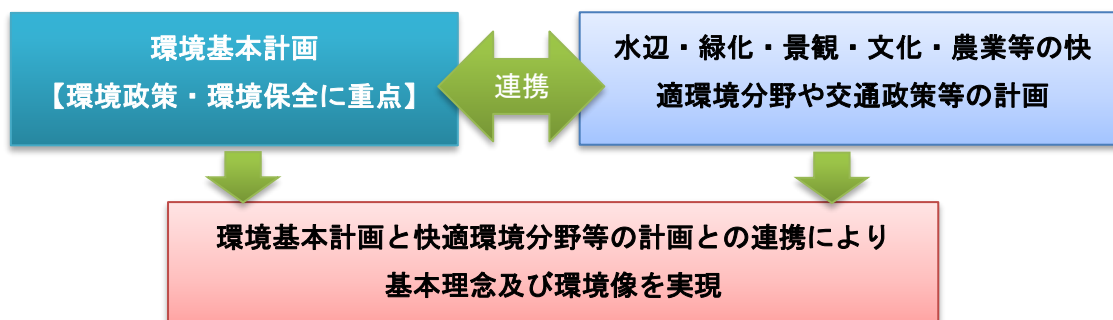 環境基本計画
【環境政策・環境保全に重点】
連携
水辺・緑化・景観・文化・農業等の快
適環境分野や交通政策等の計画
環境基本計画と快適環境分野等の計画との連携により
基本理念及び環境像を実現